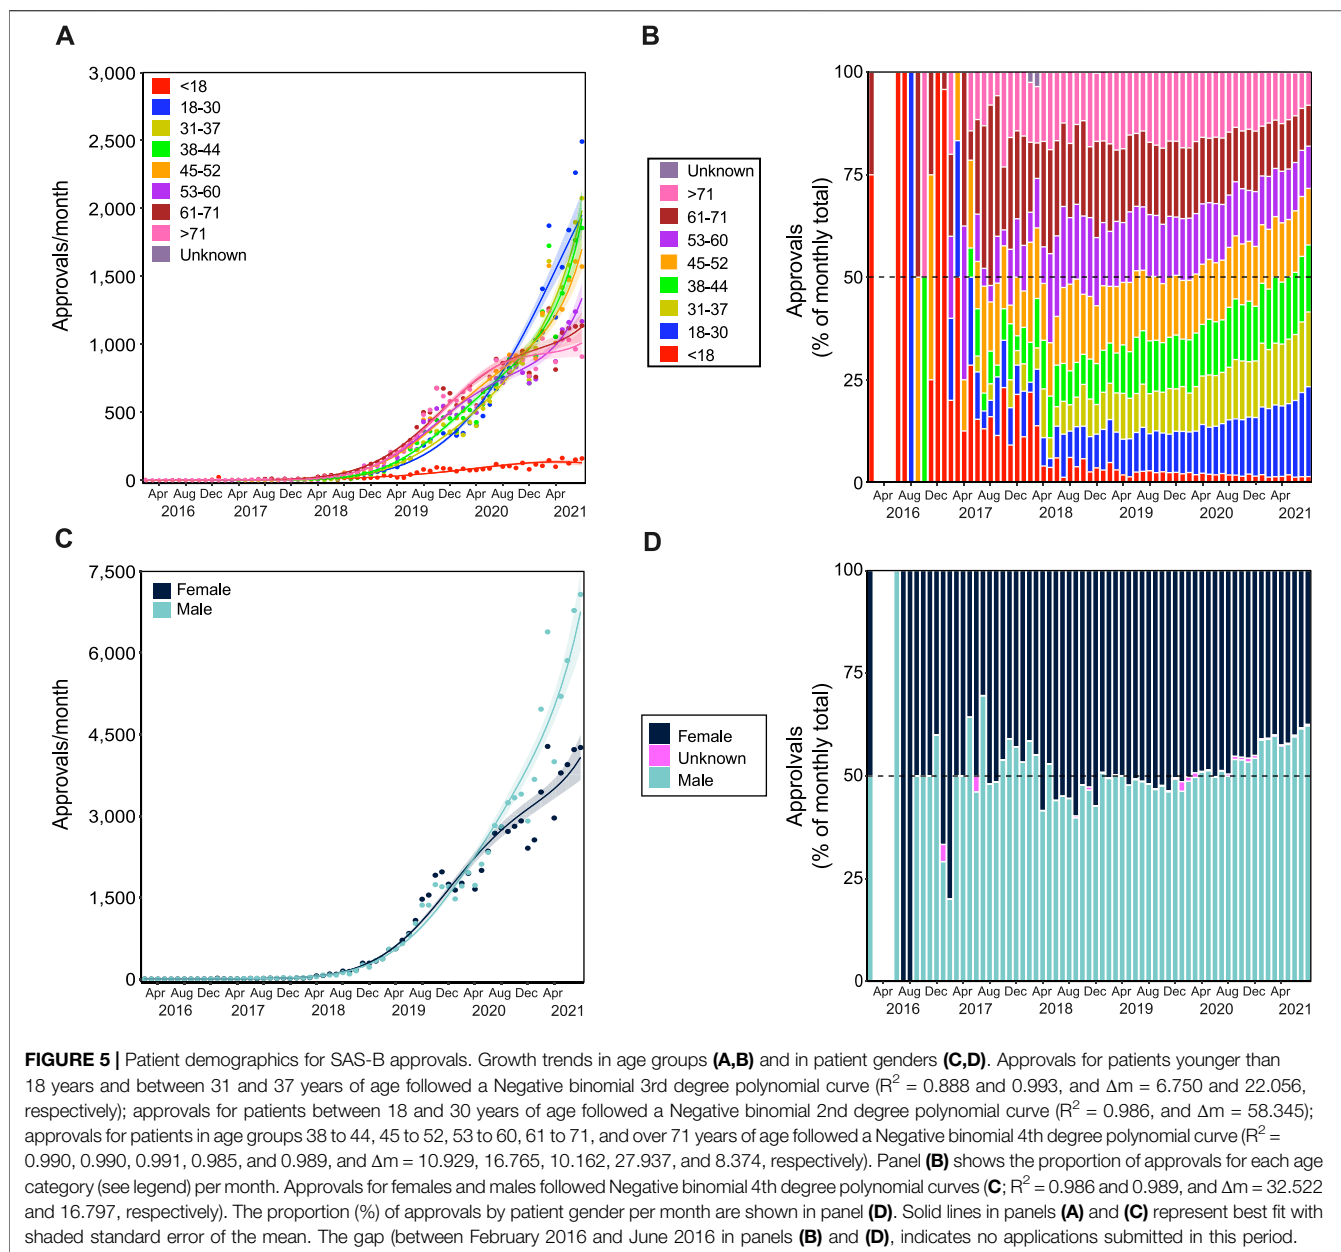 A
3,000
2,500
2,000
1,500
1,000
500
0
Approvals/month
<18
18-30
31-37
38-44
45-52
53-60
61-71
>71
Unknown
Apr Aug Dec Apr Aug Dec Apr Aug Dec Apr Aug Dec Apr Aug Dec Apr
2016 2017 2018 2019 2020 2021
B
100
75
50
25
0
Approvals
(% of monthly total)
Unknown
>71
61-71
53-60
45-52
38-44
31-37
18-30
<18
Apr Aug Dec Apr Aug Dec Apr Aug Dec Apr Aug Dec Apr Aug Dec Apr
2016 2017 2018 2019 2020 2021
C
7,500
6,000
4,500
3,000
1,500
0
Approvals/month
Female
Male
Apr Aug Dec Apr Aug Dec Apr Aug Dec Apr Aug Dec Apr Aug Dec Apr
2016 2017 2018 2019 2020 2021
D
100
75
50
25
0
Approlvals
(% of monthly total)
Female
Unknown
Male
Apr Aug Dec Apr Aug Dec Apr Aug Dec Apr Aug Dec Apr Aug Dec Apr
2016 2017 2018 2019 2020 2021
FIGURE 5 | Patient demographics for SAS-B approvals. Growth trends in age groups (A,B) and in patient genders (C,D). Approvals for patients younger than
18 years and between 31 and 37 years of age followed a Negative binomial 3rd degree polynomial curve (R² = 0.888 and 0.993, and Δm = 6.750 and 22.056,
respectively); approvals for patients between 18 and 30 years of age followed a Negative binomial 2nd degree polynomial curve (R² = 0.986, and Δm = 58.345);
approvals for patients in age groups 38 to 44, 45 to 52, 53 to 60, 61 to 71, and over 71 years of age followed a Negative binomial 4th degree polynomial curve (R² =
0.990, 0.990, 0.991, 0.985, and 0.989, and Δm = 10.929, 16.765, 10.162, 27.937, and 8.374, respectively). Panel (B) shows the proportion of approvals for each age
category (see legend) per month. Approvals for females and males followed Negative binomial 4th degree polynomial curves (C; R² = 0.986 and 0.989, and Δm = 32.522
and 16.797, respectively). The proportion (%) of approvals by patient gender per month are shown in panel (D). Solid lines in panels (A) and (C) represent best fit with
shaded standard error of the mean. The gap (between February 2016 and June 2016 in panels (B) and (D), indicates no applications submitted in this period.